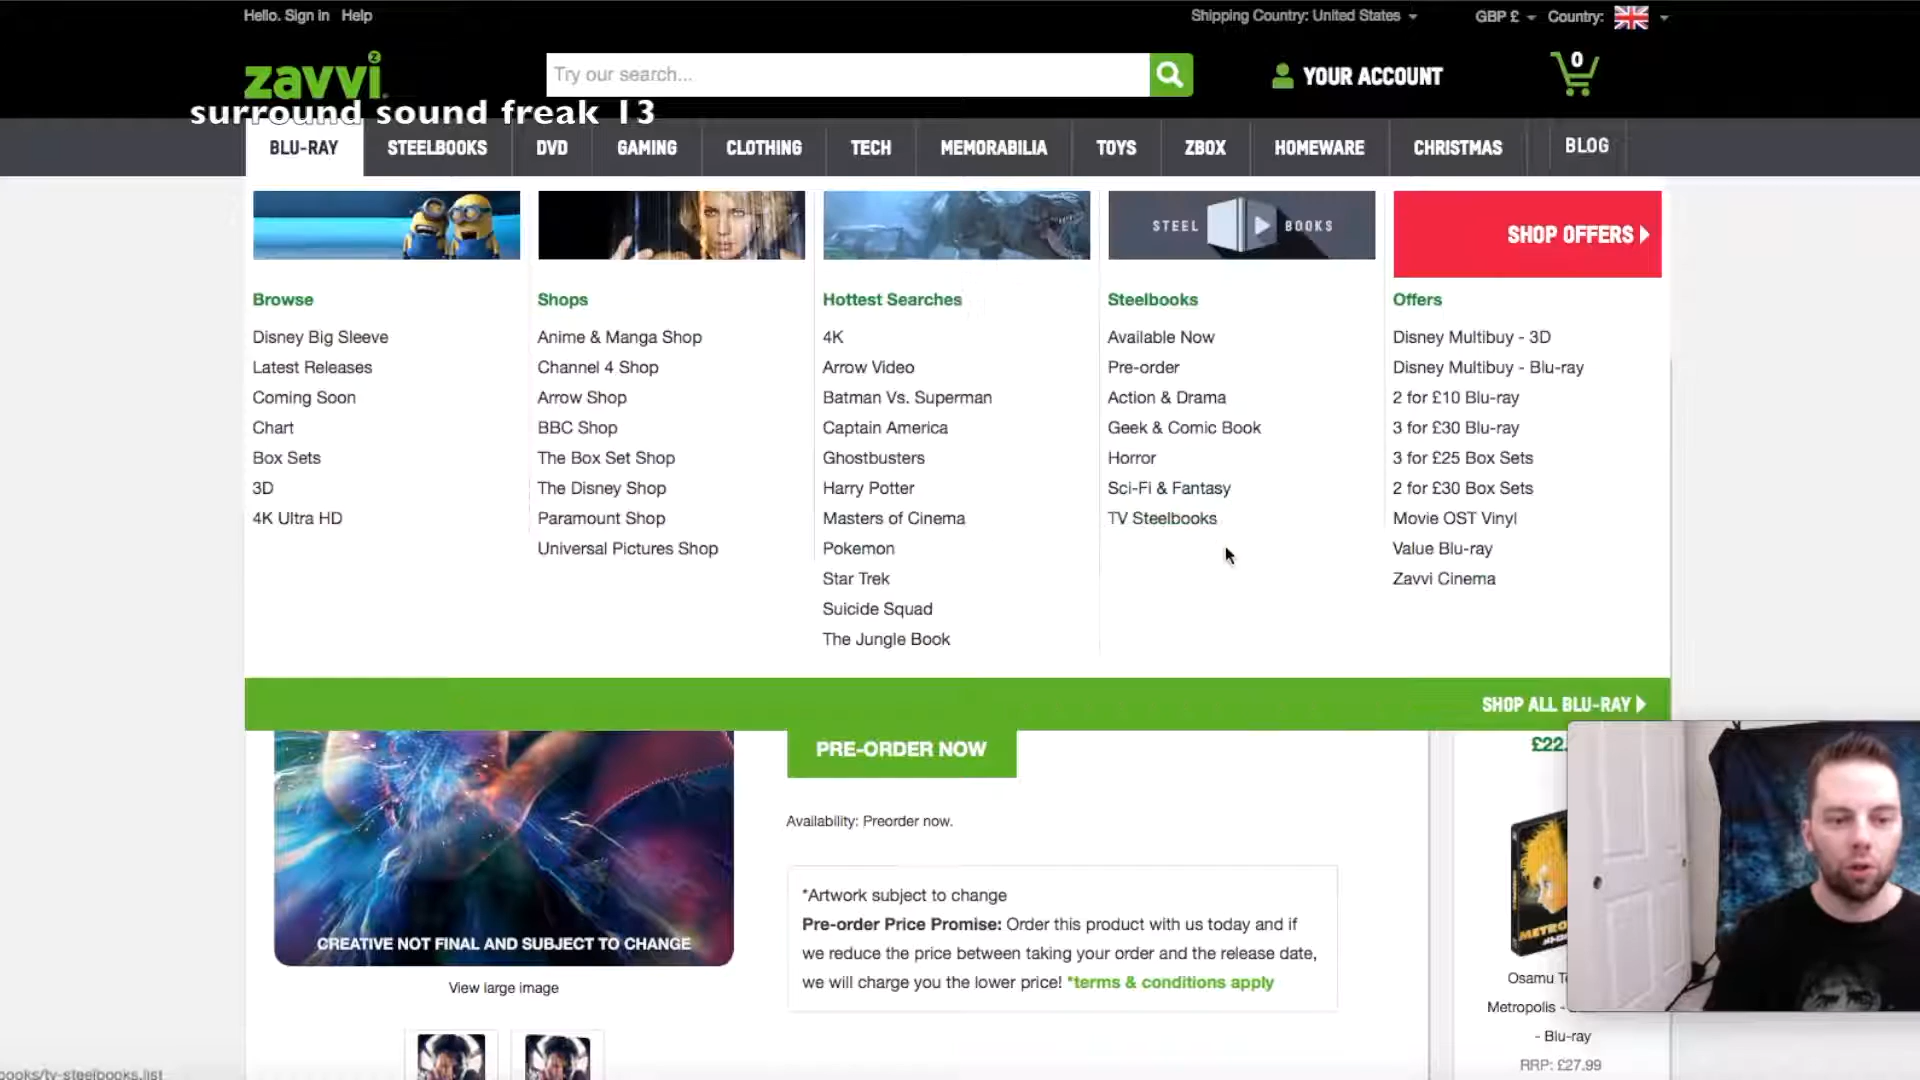 Hello. Sign in Help
Shipping Country: United States
GBP £
Country:
zavvi
Try our search...
YOUR ACCOUNT
0
surround sound freak 13
BLU-RAY
STEELBOOKS
DVD
GAMING
CLOTHING
TECH
MEMORABILIA
TOYS
ZBOX
HOMEWARE
CHRISTMAS
BLOG
STEEL BOOKS
SHOP OFFERS
Browse
Disney Big Sleeve
Latest Releases
Coming Soon
Chart
Box Sets
3D
4K Ultra HD
Shops
Anime & Manga Shop
Channel 4 Shop
Arrow Shop
BBC Shop
The Box Set Shop
The Disney Shop
Paramount Shop
Universal Pictures Shop
Hottest Searches
4K
Arrow Video
Batman Vs. Superman
Captain America
Ghostbusters
Harry Potter
Masters of Cinema
Pokemon
Star Trek
Suicide Squad
The Jungle Book
Steelbooks
Available Now
Pre-order
Action & Drama
Geek & Comic Book
Horror
Sci-Fi & Fantasy
TV Steelbooks
Offers
Disney Multibuy - 3D
Disney Multibuy - Blu-ray
2 for £10 Blu-ray
3 for £30 Blu-ray
3 for £25 Box Sets
2 for £30 Box Sets
Movie OST Vinyl
Value Blu-ray
Zavvi Cinema
SHOP ALL BLU-RAY
PRE-ORDER NOW
Availability: Preorder now.
*Artwork subject to change
Pre-order Price Promise: Order this product with us today and if
we reduce the price between taking your order and the release date,
we will charge you the lower price! *terms & conditions apply
CREATIVE NOT FINAL AND SUBJECT TO CHANGE
View large image
£22.
METRO
Osamu
Metropolis -
- Blu-ray
RRP: £27.99
books/tv-steelbooks.list